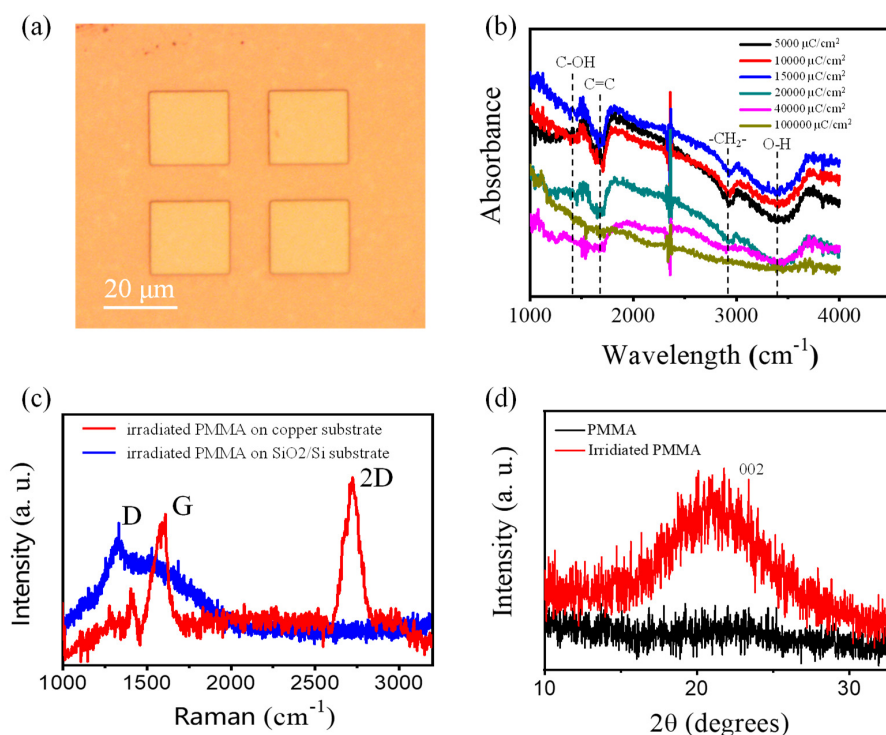 (a)
20 μm
(b)
C-OH
C=C
-CH₂-
O-H
5000 μC/cm²
10000 μC/cm²
15000 μC/cm²
20000 μC/cm²
40000 μC/cm²
100000 μC/cm²
Absorbance
1000 2000 3000 4000
Wavelength (cm⁻¹)
(c)
irradiated PMMA on copper substrate
irradiated PMMA on SiO2/Si substrate
D
G
2D
Intensity (a. u.)
1000 1500 2000 2500 3000
Raman (cm⁻¹)
(d)
PMMA
Irridiated PMMA
002
Intensity (a. u.)
10 20 30
2θ (degrees)